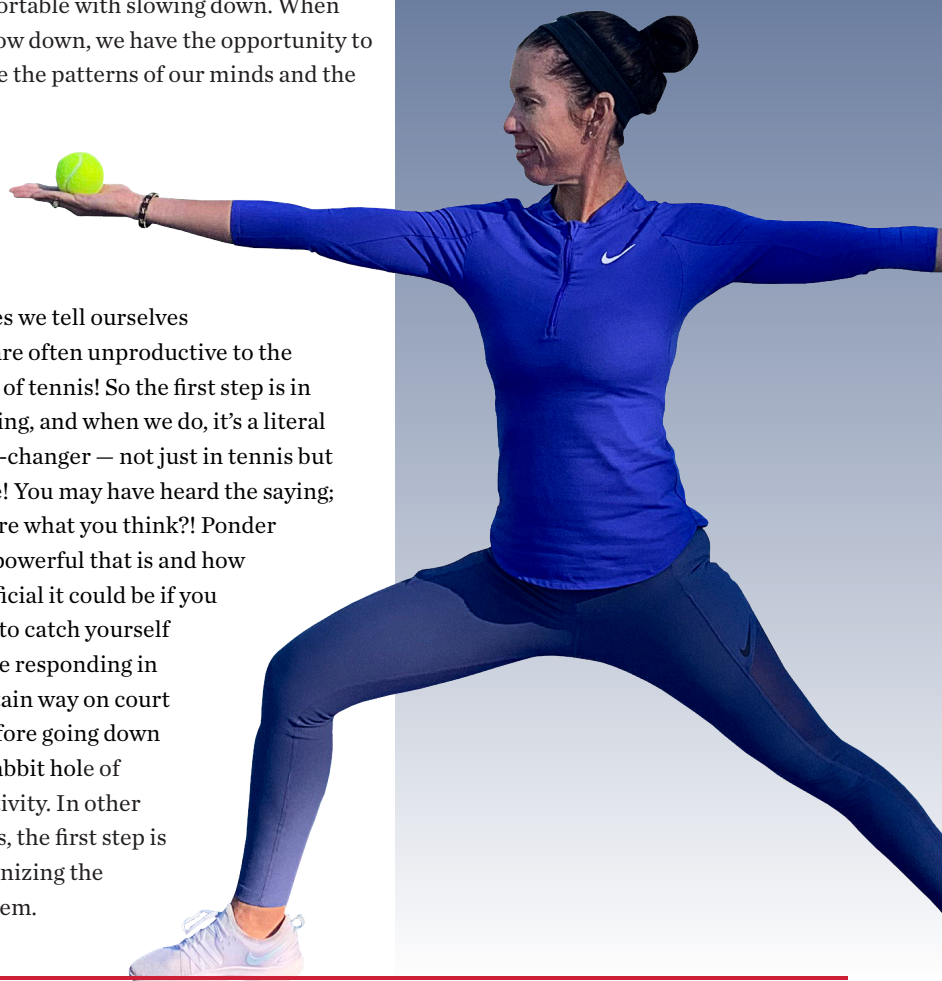 ortable with slowing down. When
ow down, we have the opportunity to
e the patterns of our minds and the
es we tell ourselves
are often unproductive to the
of tennis! So the first step is in
ing, and when we do, it's a literal
-changer — not just in tennis but
e! You may have heard the saying;
re what you think?! Ponder
powerful that is and how
ficial it could be if you
to catch yourself
e responding in
tain way on court
fore going down
abbit hole of
tivity. In other
s, the first step is
nizing the
em.